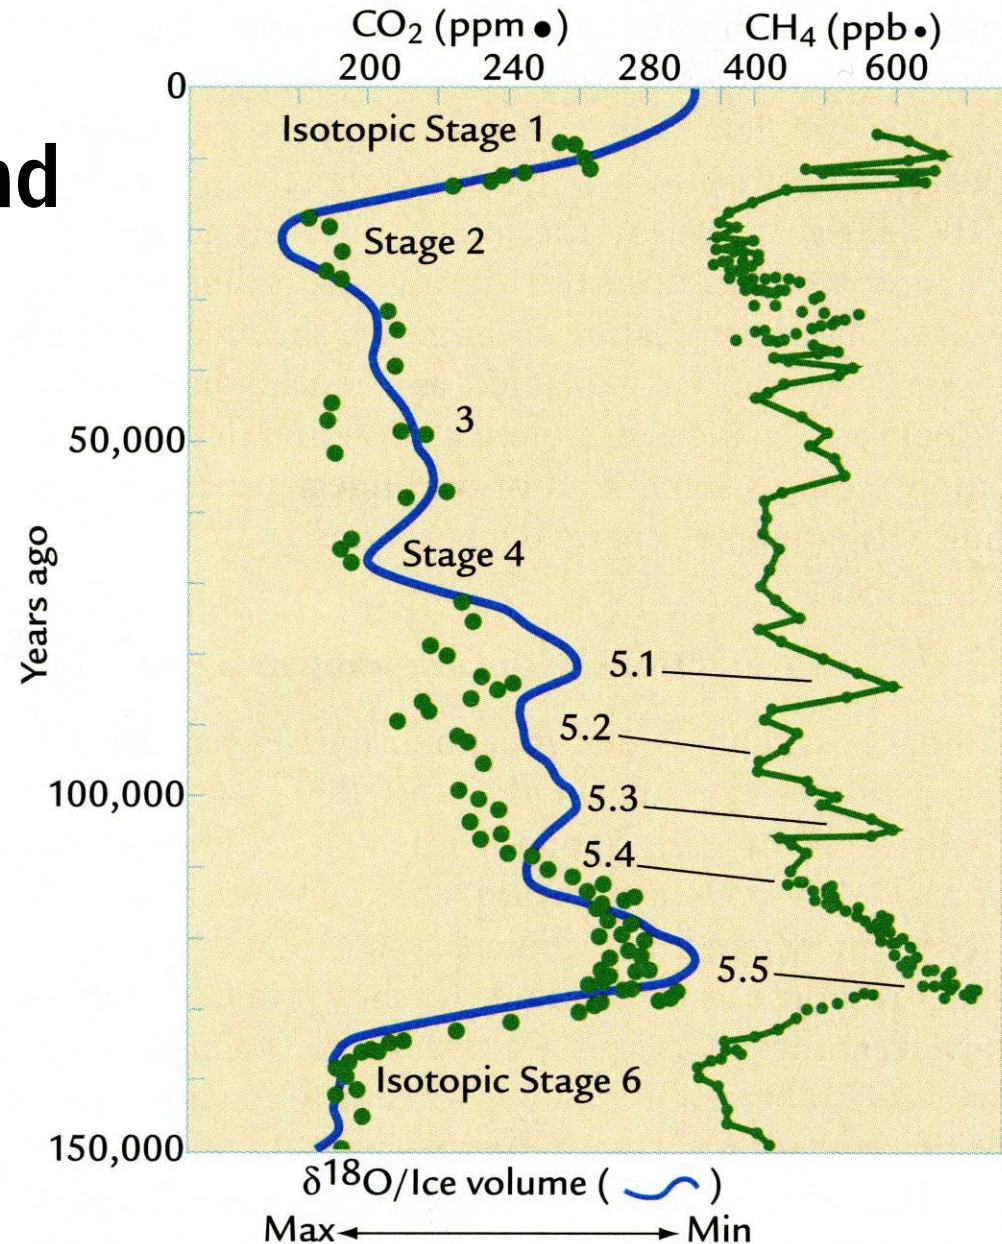 CO₂ (ppm ●) CH₄ (ppb •)
200 240 280 400 600
0
Isotopic Stage 1
nd
Stage 2
3
50,000
Stage 4
Years ago
5.1
5.2
100,000
5.3
5.4
5.5
Isotopic Stage 6
150,000
δ¹⁸O/Ice volume ( )
Max Min